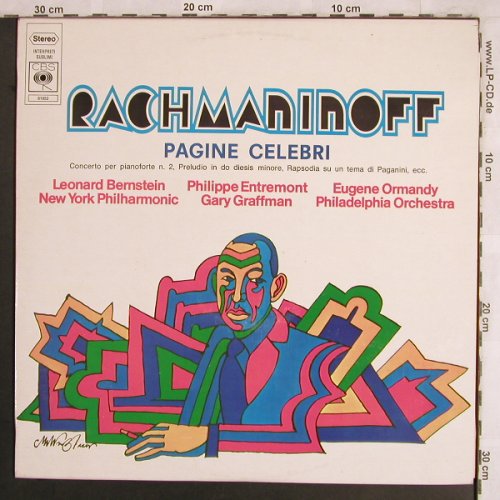 30 cm
20 cm
10 cm
Stereo
INTERPRETI
SUBLIMI
CBS
RACHMANINOFF
PAGINE CELEBRI
Concerto per pianoforte n. 2, Preludio in do diesis minore, Rapsodia su un tema di Paganini, ecc.
Leonard Bernstein
New York Philharmonic
Philippe Entremont
Gary Graffman
Eugene Ormandy
Philadelphia Orchestra
www.LP-CD.de
10 cm
20 cm
30 cm